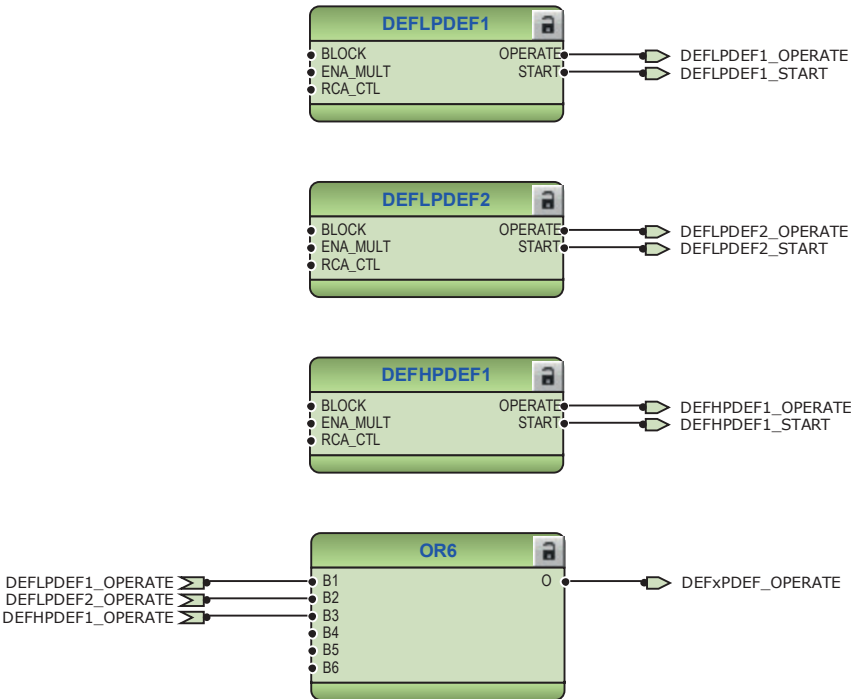 DEFLPDEF1
BLOCK OPERATE DEFLPDEF1_OPERATE
ENA_MULT START DEFLPDEF1_START
RCA_CTL
DEFLPDEF2
BLOCK OPERATE DEFLPDEF2_OPERATE
ENA_MULT START DEFLPDEF2_START
RCA_CTL
DEFHPDEF1
BLOCK OPERATE DEFHPDEF1_OPERATE
ENA_MULT START DEFHPDEF1_START
RCA_CTL
OR6
DEFLPDEF1_OPERATE B1 O DEFxPDEF_OPERATE
DEFLPDEF2_OPERATE B2
DEFHPDEF1_OPERATE B3
B4
B5
B6